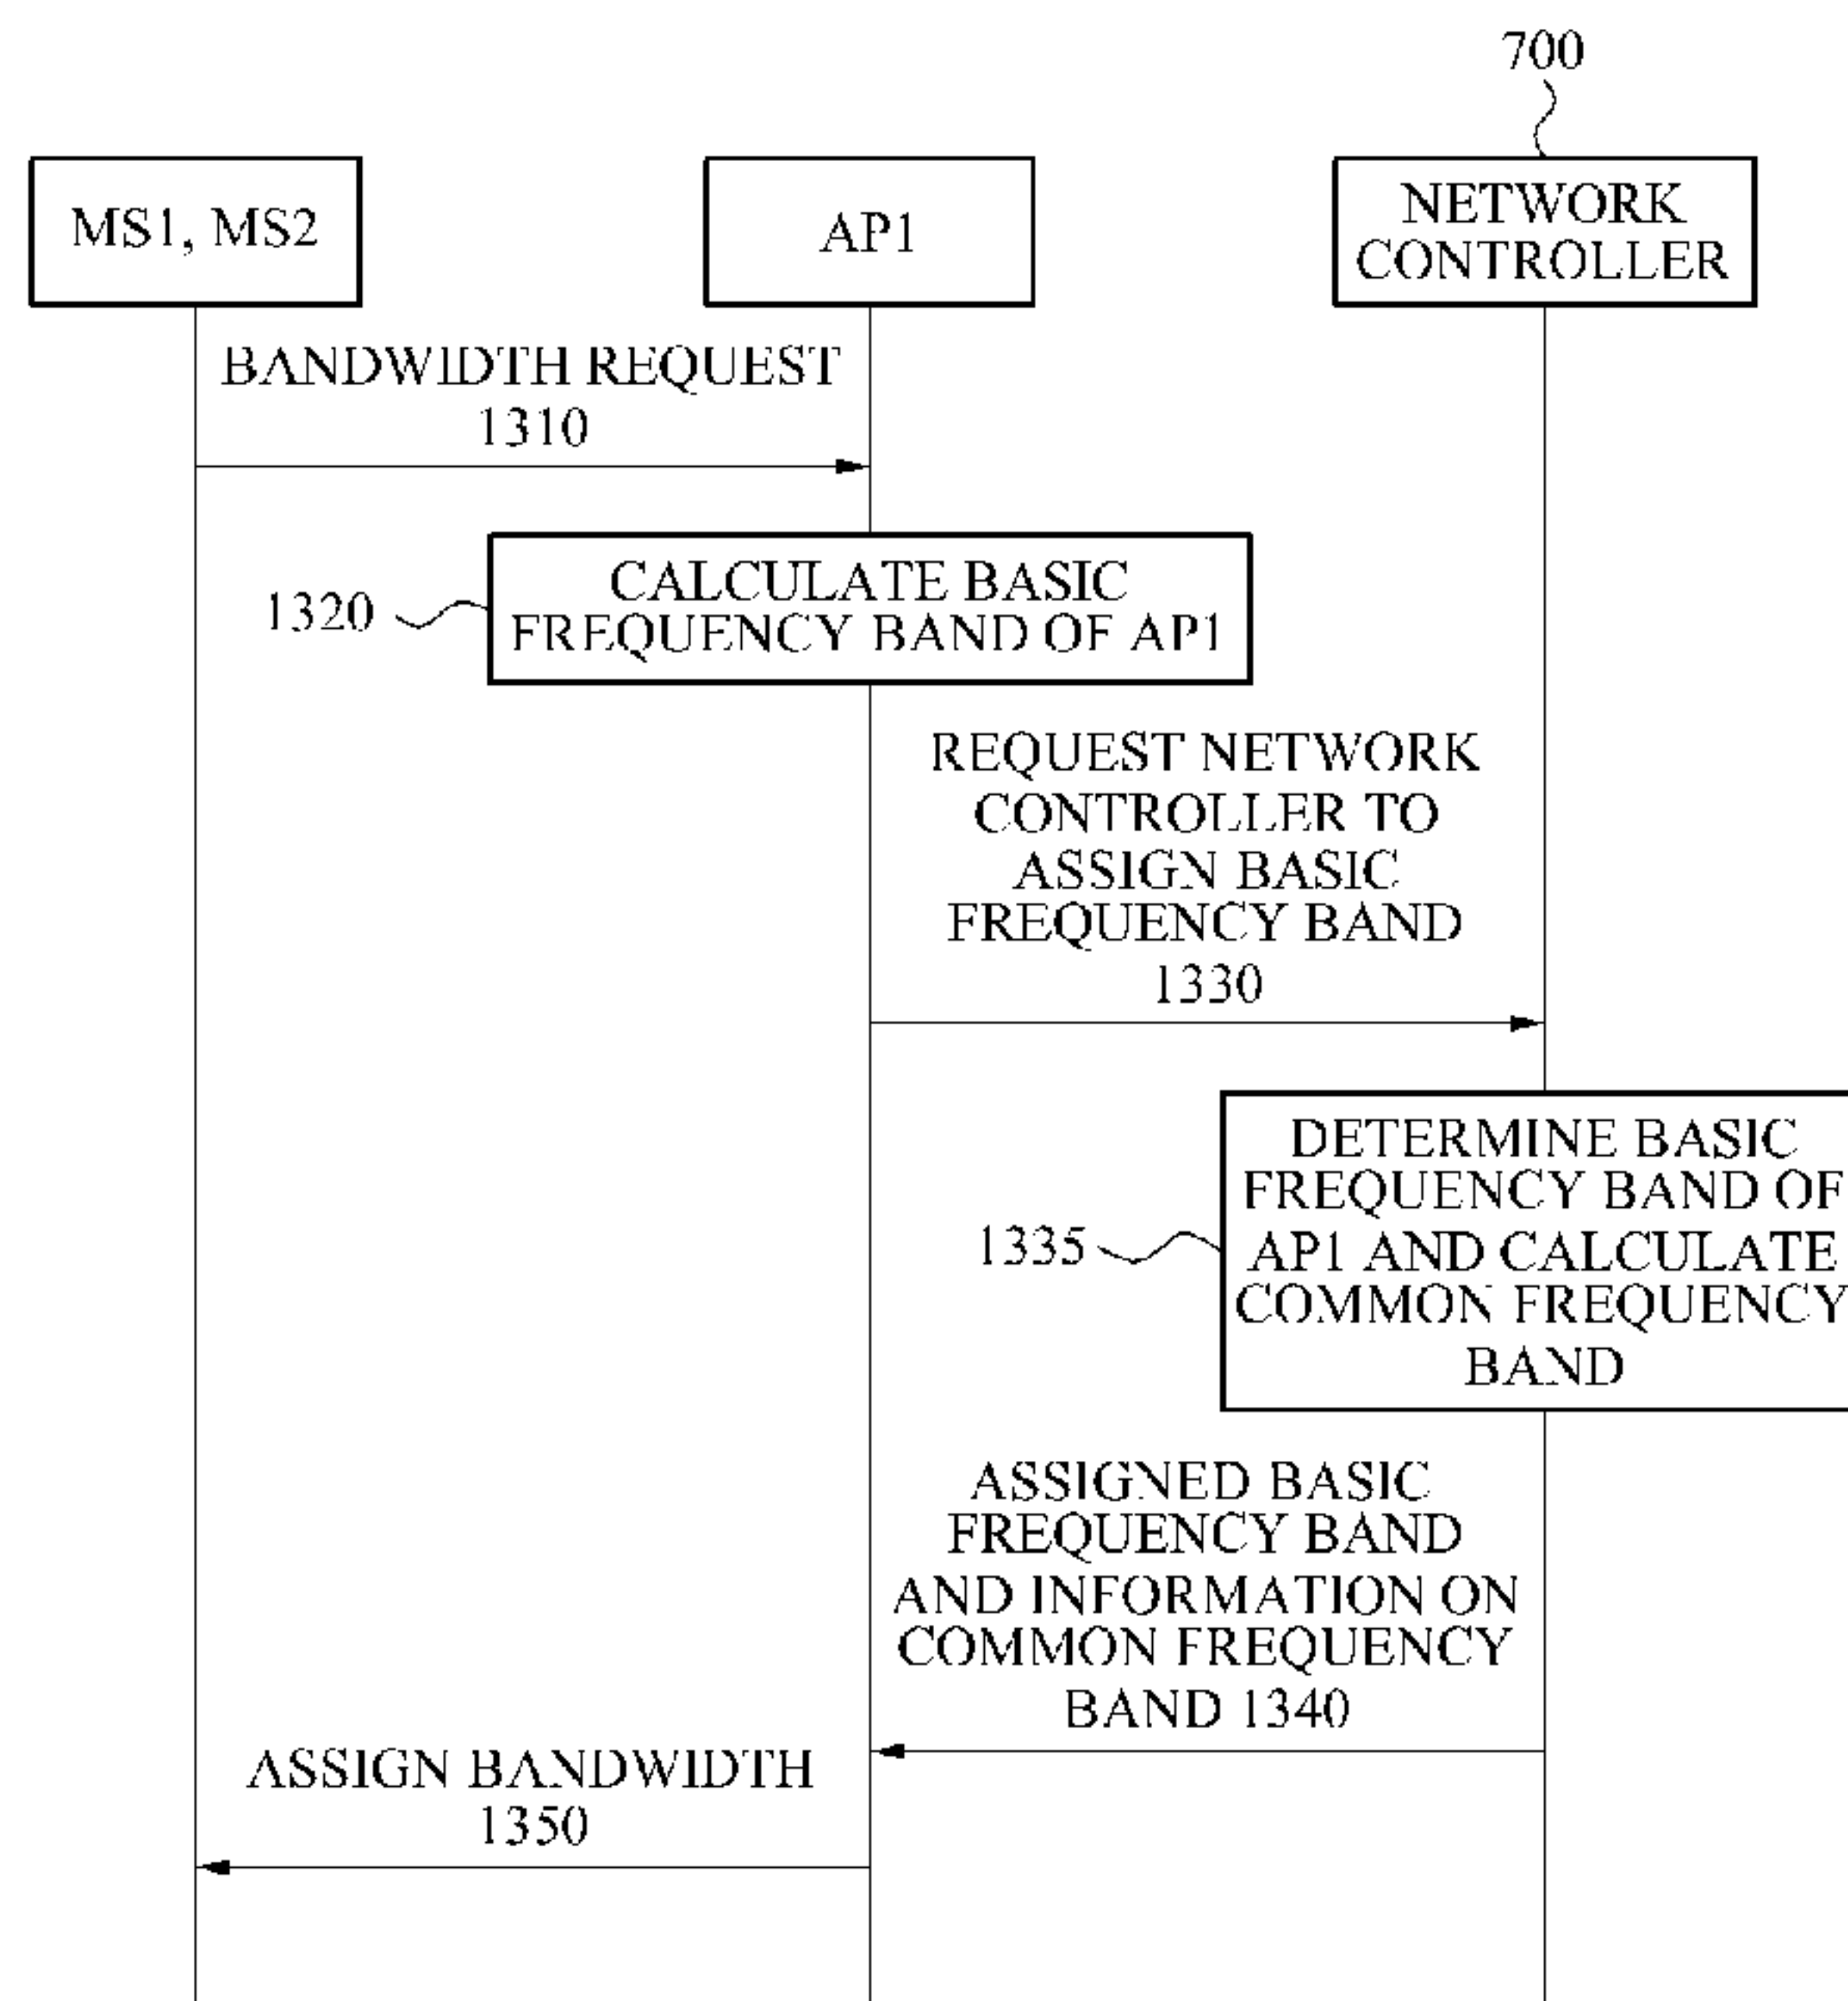 700
MS1, MS2
AP1
NETWORK
CONTROLLER
BANDWIDTH REQUEST
1310
1320
CALCULATE BASIC
FREQUENCY BAND OF AP1
REQUEST NETWORK
CONTROLLER TO
ASSIGN BASIC
FREQUENCY BAND
1330
1335
DETERMINE BASIC
FREQUENCY BAND OF
AP1 AND CALCULATE
COMMON FREQUENCY
BAND
ASSIGNED BASIC
FREQUENCY BAND
AND INFORMATION ON
COMMON FREQUENCY
BAND 1340
ASSIGN BANDWIDTH
1350